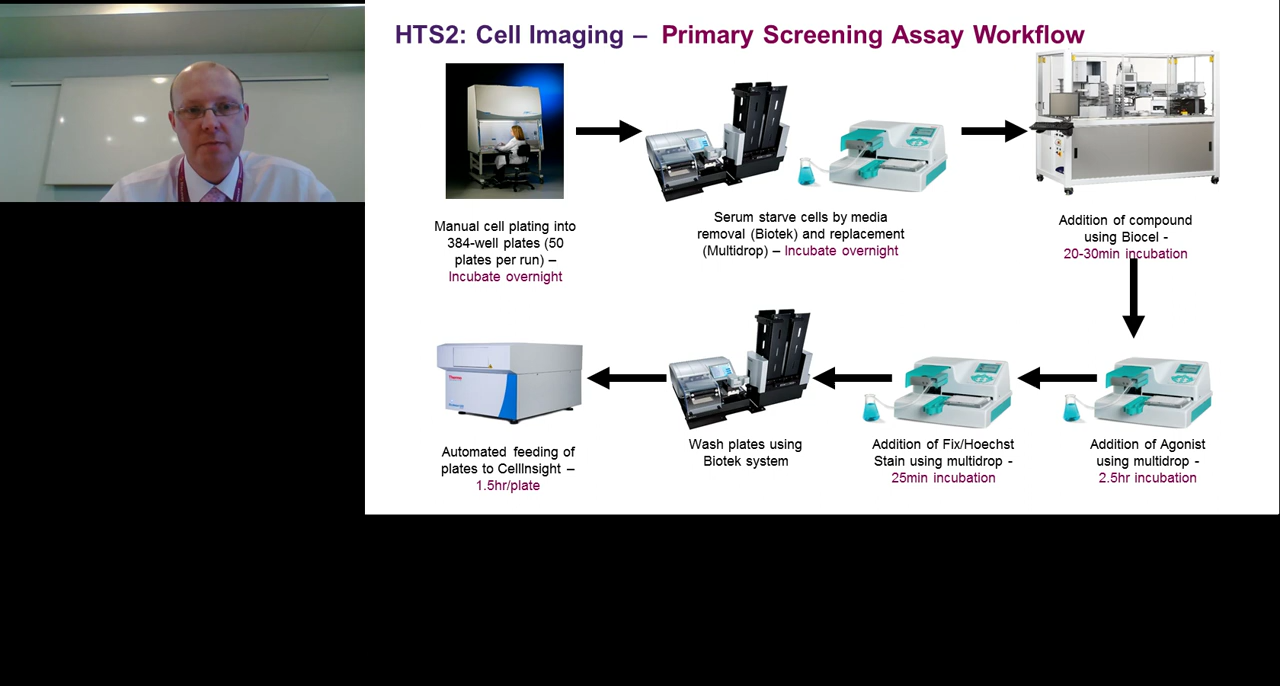 HTS2: Cell Imaging – Primary Screening Assay Workflow
Manual cell plating into
384-well plates (50
plates per run) –
Incubate overnight
Serum starve cells by media
removal (Biotek) and replacement
(Multidrop) – Incubate overnight
Addition of compound
using Biocel -
20-30min incubation
Automated feeding of
plates to CellInsight –
1.5hr/plate
Wash plates using
Biotek system
Addition of Fix/Hoechst
Stain using multidrop -
25min incubation
Addition of Agonist
using multidrop -
2.5hr incubation